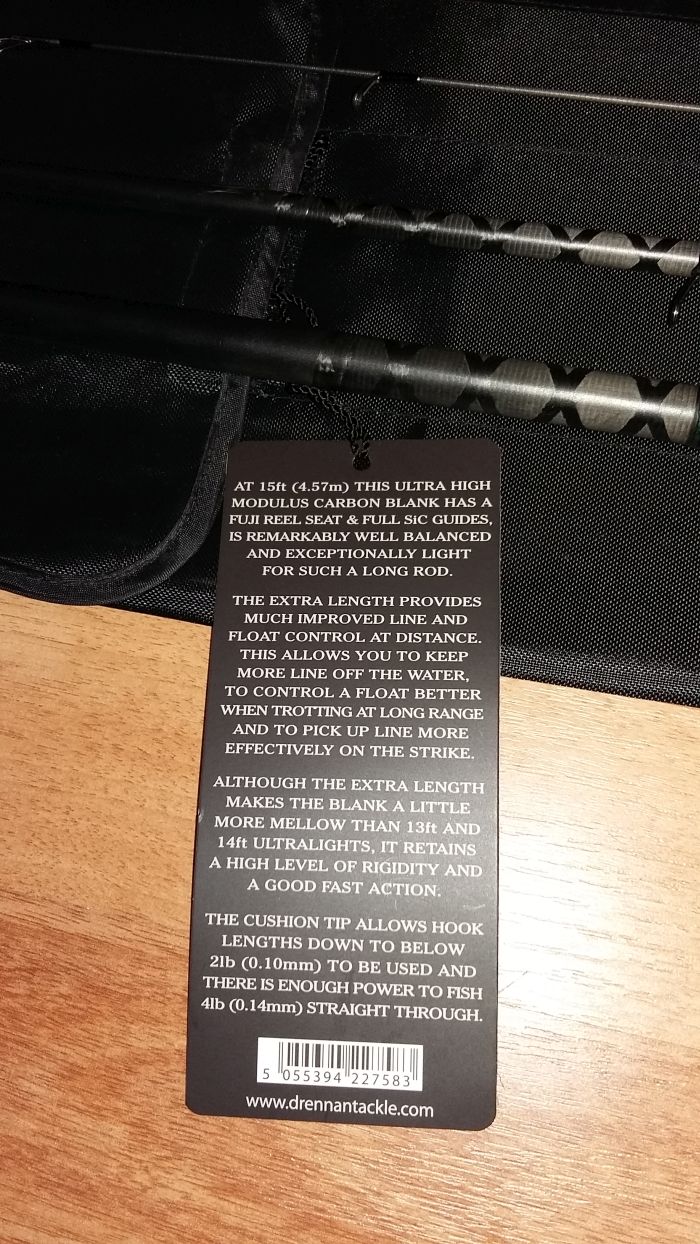 AT 15ft (4.57m) THIS ULTRA HIGH
MODULUS CARBON BLANK HAS A
FUJI REEL SEAT & FULL SiC GUIDES,
IS REMARKABLY WELL BALANCED
AND EXCEPTIONALLY LIGHT
FOR SUCH A LONG ROD.
THE EXTRA LENGTH PROVIDES
MUCH IMPROVED LINE AND
FLOAT CONTROL AT DISTANCE.
THIS ALLOWS YOU TO KEEP
MORE LINE OFF THE WATER,
TO CONTROL A FLOAT BETTER
WHEN TROTTING AT LONG RANGE
AND TO PICK UP LINE MORE
EFFECTIVELY ON THE STRIKE.
ALTHOUGH THE EXTRA LENGTH
MAKES THE BLANK A LITTLE
MORE MELLOW THAN 13ft AND
14ft ULTRALIGHTS, IT RETAINS
A HIGH LEVEL OF RIGIDITY AND
A GOOD FAST ACTION.
THE CUSHION TIP ALLOWS HOOK
LENGTHS DOWN TO BELOW
2lb (0.10mm) TO BE USED AND
THERE IS ENOUGH POWER TO FISH
4lb (0.14mm) STRAIGHT THROUGH.
5 055394 227583
www.drennantackle.com